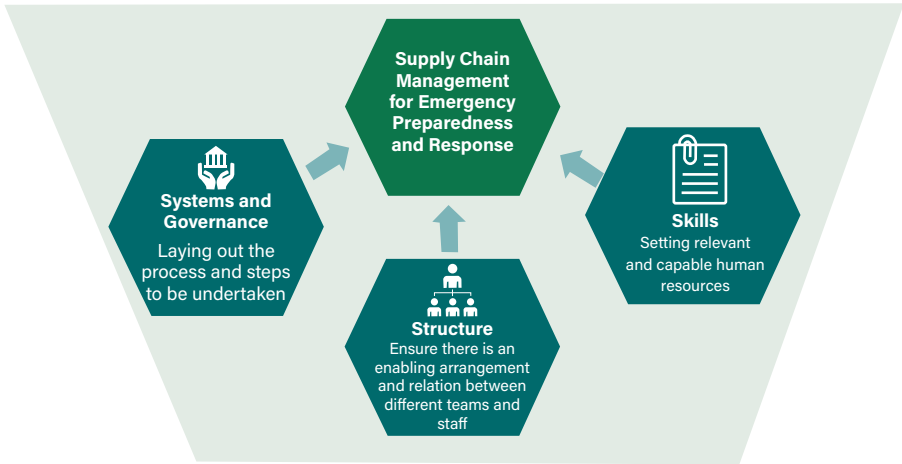 Supply Chain
Management
for Emergency
Preparedness
and Response
Systems and
Governance
Laying out the
process and steps
to be undertaken
Structure
Ensure there is an
enabling arrangement
and relation between
different teams and
staff
Skills
Setting relevant
and capable human
resources